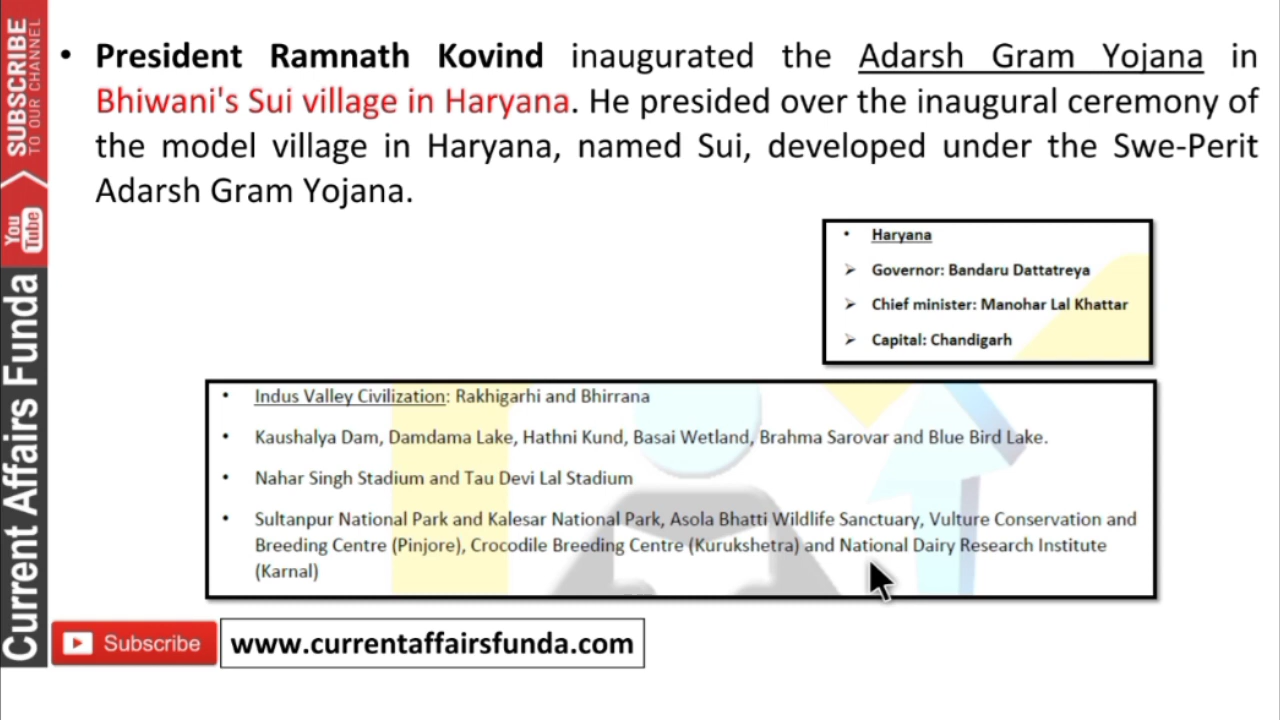 • President Ramnath Kovind inaugurated the Adarsh Gram Yojana in
Bhiwani's Sui village in Haryana. He presided over the inaugural ceremony of
the model village in Haryana, named Sui, developed under the Swe-Perit
Adarsh Gram Yojana.
• Haryana
➢ Governor: Bandaru Dattatreya
➢ Chief minister: Manohar Lal Khattar
➢ Capital: Chandigarh
• Indus Valley Civilization: Rakhigarhi and Bhirrana
• Kaushalya Dam, Damdama Lake, Hathni Kund, Basai Wetland, Brahma Sarovar and Blue Bird Lake.
• Nahar Singh Stadium and Tau Devi Lal Stadium
• Sultanpur National Park and Kalesar National Park, Asola Bhatti Wildlife Sanctuary, Vulture Conservation and
Breeding Centre (Pinjore), Crocodile Breeding Centre (Kurukshetra) and National Dairy Research Institute
(Karnal)
SUBSCRIBE
TO OUR CHANNEL
You
Tube
Current Affairs Funda
Subscribe
www.currentaffairsfunda.com